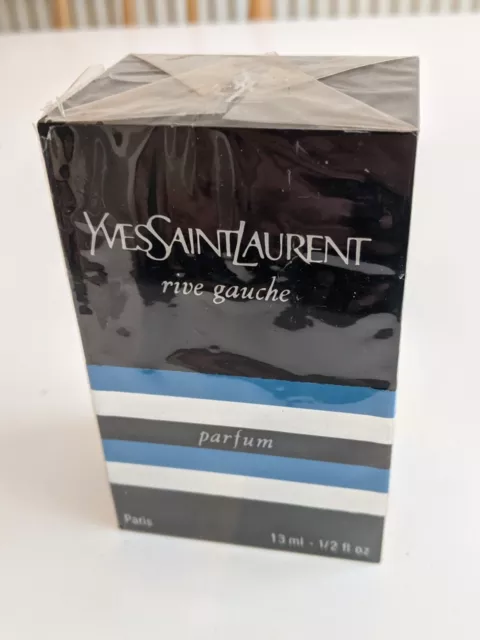 YVESSAINTLAURENT
rive gauche
parfum
Paris
13 ml - 1/2 fl oz